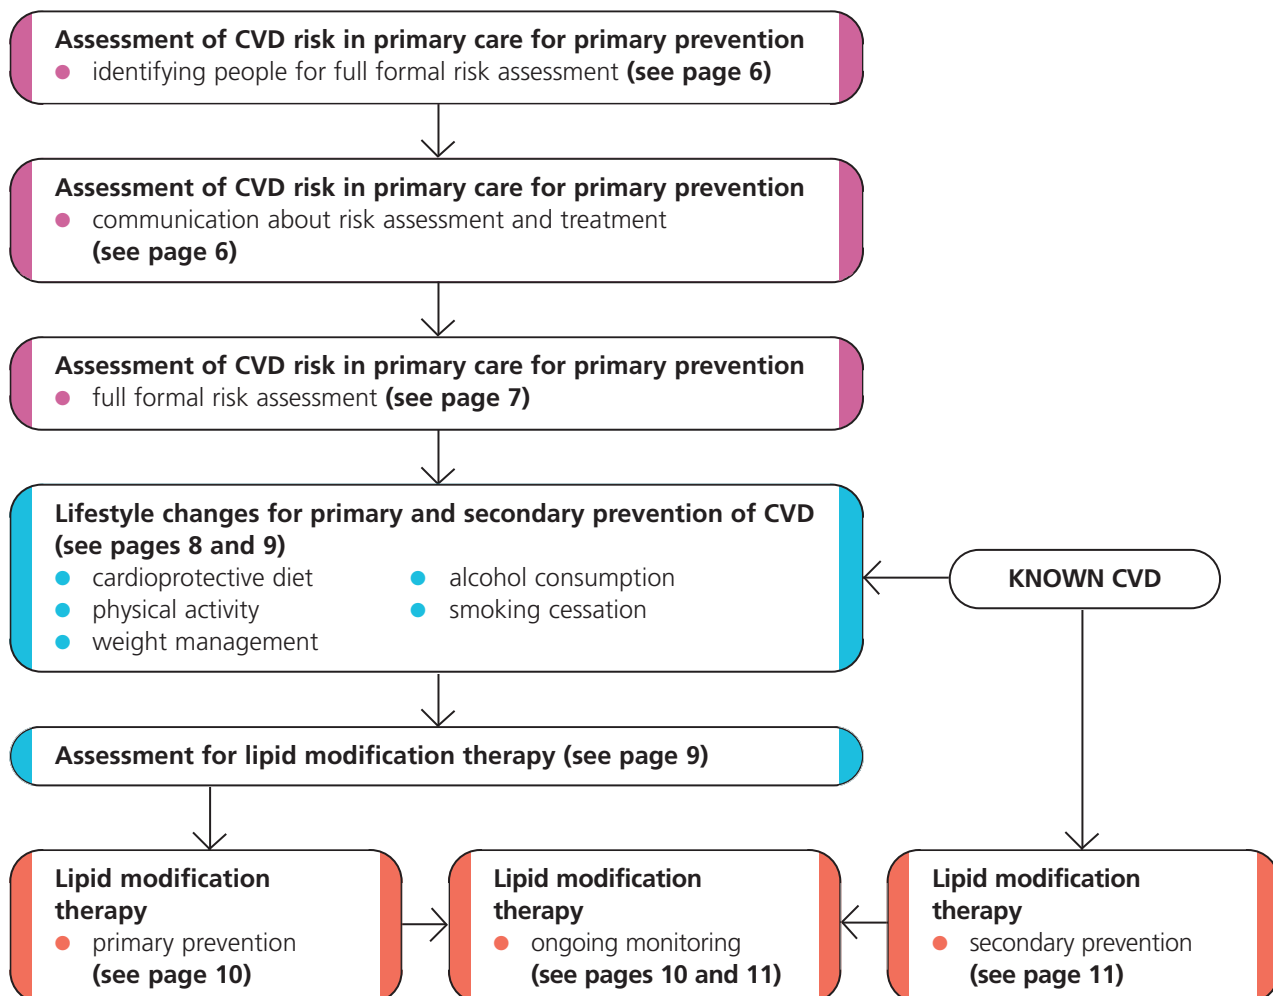 Assessment of CVD risk in primary care for primary prevention
● identifying people for full formal risk assessment (see page 6)
Assessment of CVD risk in primary care for primary prevention
● communication about risk assessment and treatment
(see page 6)
Assessment of CVD risk in primary care for primary prevention
● full formal risk assessment (see page 7)
Lifestyle changes for primary and secondary prevention of CVD
(see pages 8 and 9)
● cardioprotective diet
● physical activity
● weight management
● alcohol consumption
● smoking cessation
KNOWN CVD
Assessment for lipid modification therapy (see page 9)
Lipid modification
therapy
● primary prevention
(see page 10)
Lipid modification
therapy
● ongoing monitoring
(see pages 10 and 11)
Lipid modification
therapy
● secondary prevention
(see page 11)